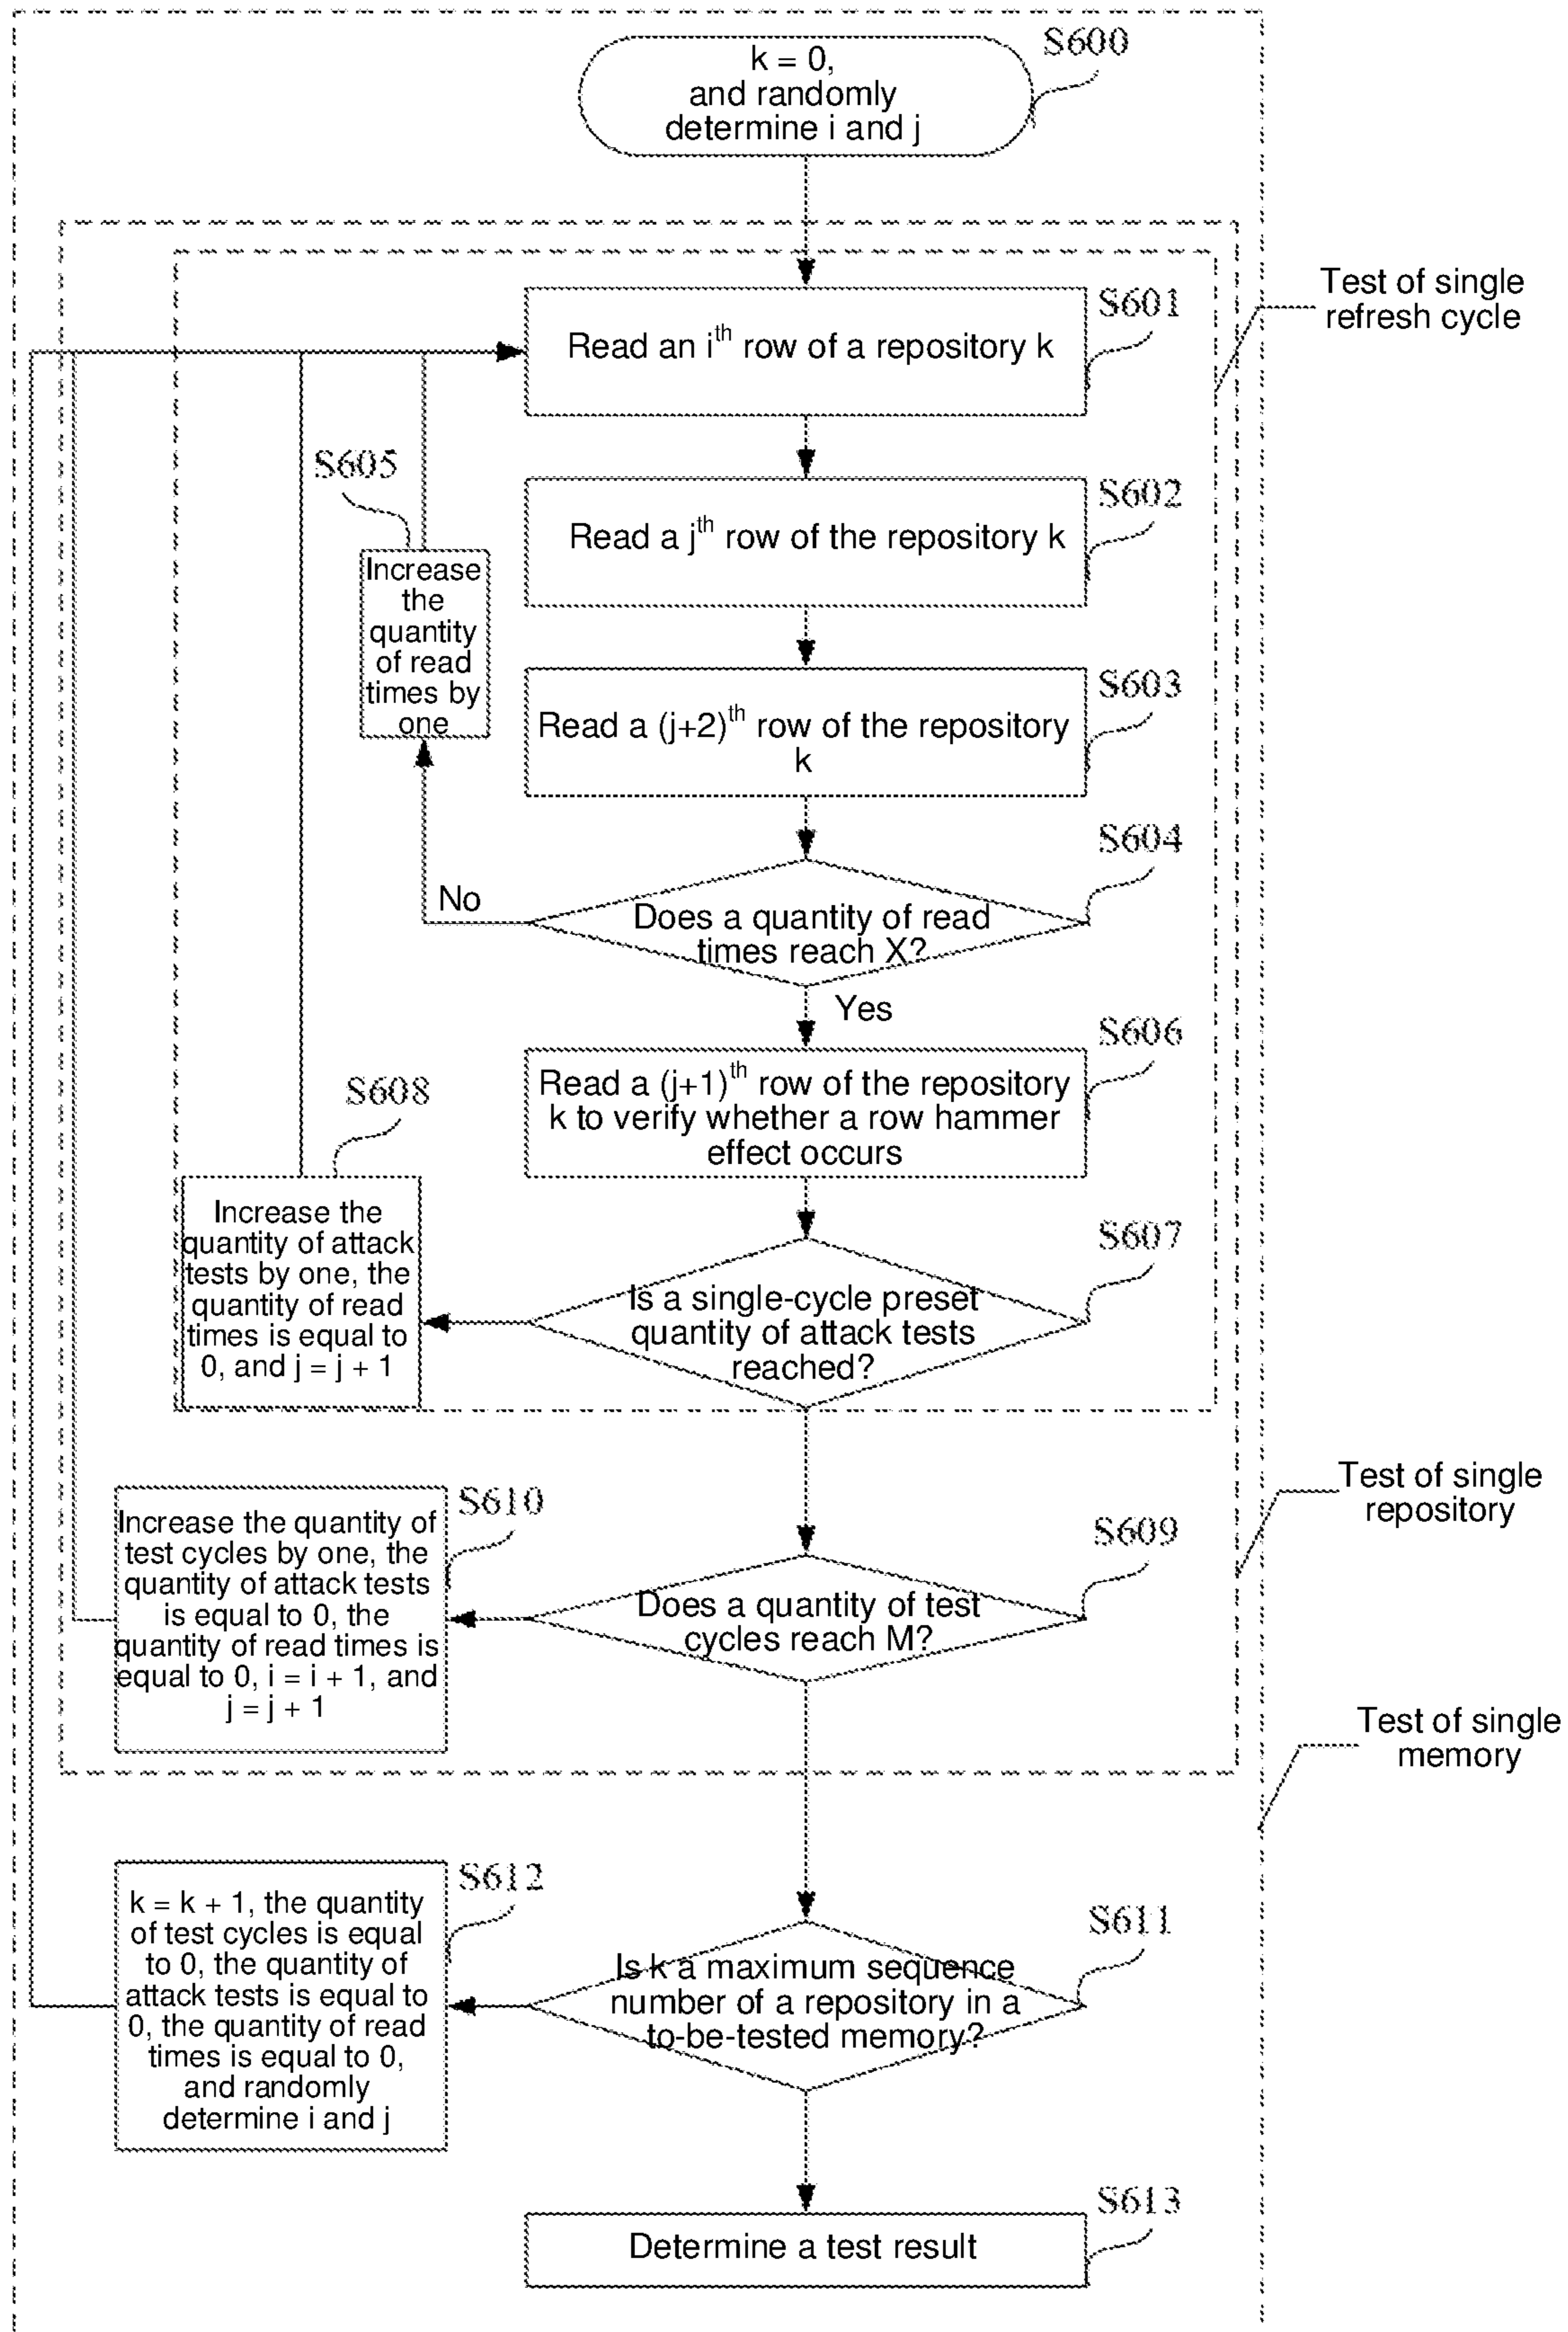 S600
k = 0,
and randomly
determine i and j
Test of single
refresh cycle
S601
Read an i^th row of a repository k
S605
Increase
the
quantity
of read
times by
one
S602
Read a j^th row of the repository k
S603
Read a (j+2)^th row of the repository
k
S604
No
Does a quantity of read
times reach X?
Yes
S606
Read a (j+1)^th row of the repository
k to verify whether a row hammer
effect occurs
S608
Increase the
quantity of attack
tests by one, the
quantity of read
times is equal to
0, and j = j + 1
S607
Is a single-cycle preset
quantity of attack tests
reached?
Test of single
repository
S610
Increase the quantity of
test cycles by one, the
quantity of attack tests
is equal to 0, the
quantity of read times is
equal to 0, i = i + 1, and
j = j + 1
S609
Does a quantity of test
cycles reach M?
Test of single
memory
S612
k = k + 1, the quantity
of test cycles is equal
to 0, the quantity of
attack tests is equal to
0, the quantity of read
times is equal to 0,
and randomly
determine i and j
S611
Is k a maximum sequence
number of a repository in a
to-be-tested memory?
S613
Determine a test result